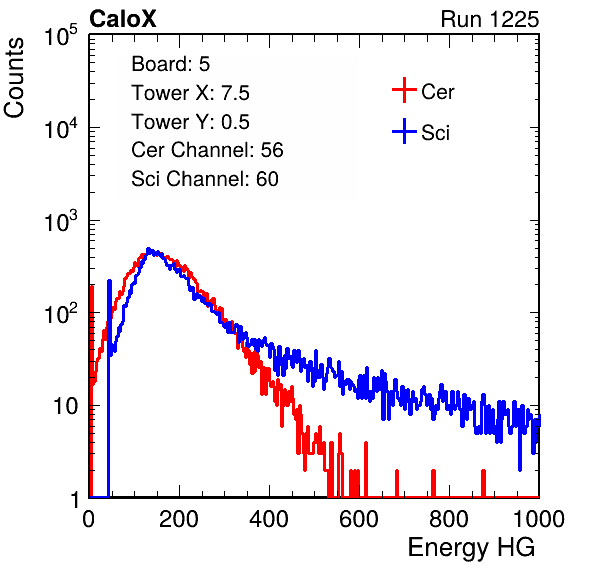 CaloX Run 1225
10^5
Counts
Board: 5
Tower X: 7.5
Tower Y: 0.5
Cer Channel: 56
Sci Channel: 60
Cer
Sci
10^4
10^3
10^2
10
1
0 200 400 600 800 1000
Energy HG